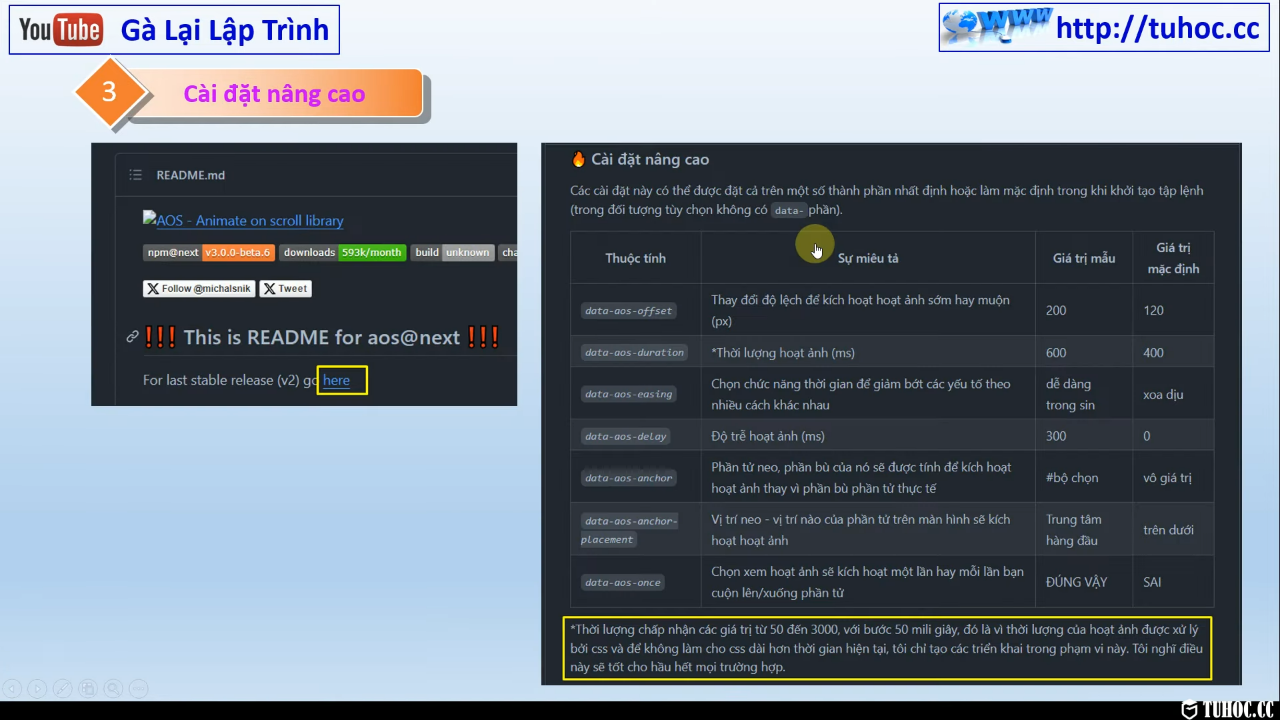 YouTube Gà Lại Lập Trình
WWW http://tuhoc.cc
3 Cài đặt nâng cao
README.md
AOS - Animate on scroll library
npm@next v3.0.0-beta.6 downloads 593k/month build unknown cha
Follow @michalsnik Tweet
!!! This is README for aos@next !!!
For last stable release (v2) go here
🔥 Cài đặt nâng cao
Các cài đặt này có thể được đặt cả trên một số thành phần nhất định hoặc làm mặc định trong khi khởi tạo tập lệnh
(trong đối tượng tùy chọn không có data- phần).
Thuộc tính Sự miêu tả Giá trị mẫu Giá trị
mặc định
data-aos-offset Thay đổi độ lệch để kích hoạt hoạt ảnh sớm hay muộn
(px) 200 120
data-aos-duration *Thời lượng hoạt ảnh (ms) 600 400
data-aos-easing Chọn chức năng thời gian để giảm bớt các yếu tố theo
nhiều cách khác nhau dễ dàng
trong sin xoa dịu
data-aos-delay Độ trễ hoạt ảnh (ms) 300 0
data-aos-anchor Phần tử neo, phần bù của nó sẽ được tính để kích hoạt
hoạt ảnh thay vì phần bù phần tử thực tế #bộ chọn vô giá trị
data-aos-anchor-
placement Vị trí neo - vị trí nào của phần tử trên màn hình sẽ kích
hoạt hoạt ảnh Trung tâm
hàng đầu trên dưới
data-aos-once Chọn xem hoạt ảnh sẽ kích hoạt một lần hay mỗi lần bạn
cuộn lên/xuống phần tử ĐÚNG VẬY SAI
*Thời lượng chấp nhận các giá trị từ 50 đến 3000, với bước 50 mili giây, đó là vì thời lượng của hoạt ảnh được xử lý
bởi css và để không làm cho css dài hơn thời gian hiện tại, tôi chỉ tạo các triển khai trong phạm vi này. Tôi nghĩ điều
này sẽ tốt cho hầu hết mọi trường hợp.
TUHOC.CC